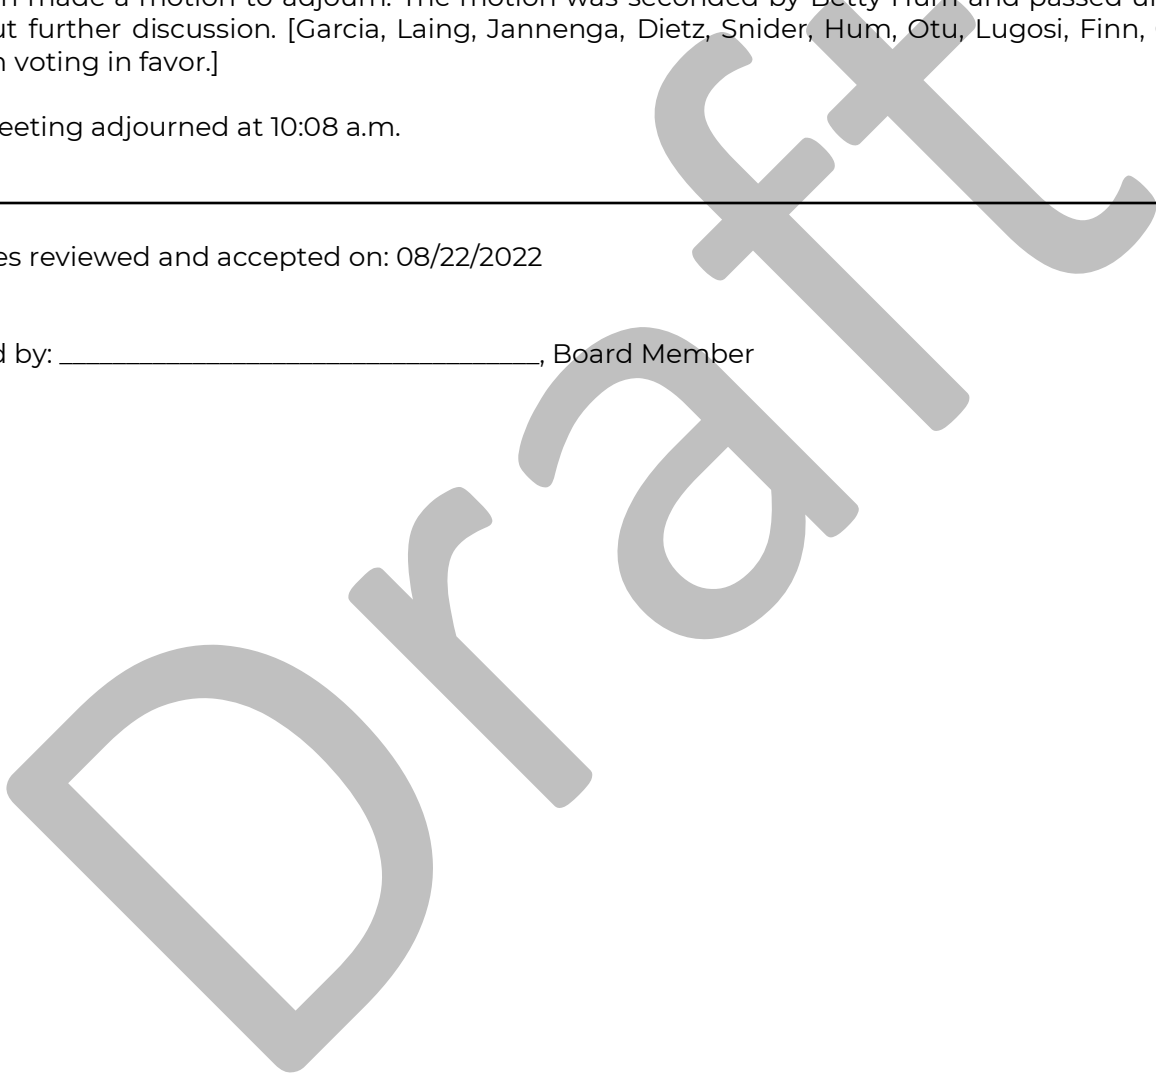 made a motion to adjourn. The motion was seconded by Betty Hum and passed
further discussion. [Garcia, Laing, Jannenga, Dietz, Snider, Hum, Otu, Lugosi, Finn,
voting in favor.]
eeting adjourned at 10:08 a.m.
es reviewed and accepted on: 08/22/2022
d by: ____________________________________, Board Member
Draft